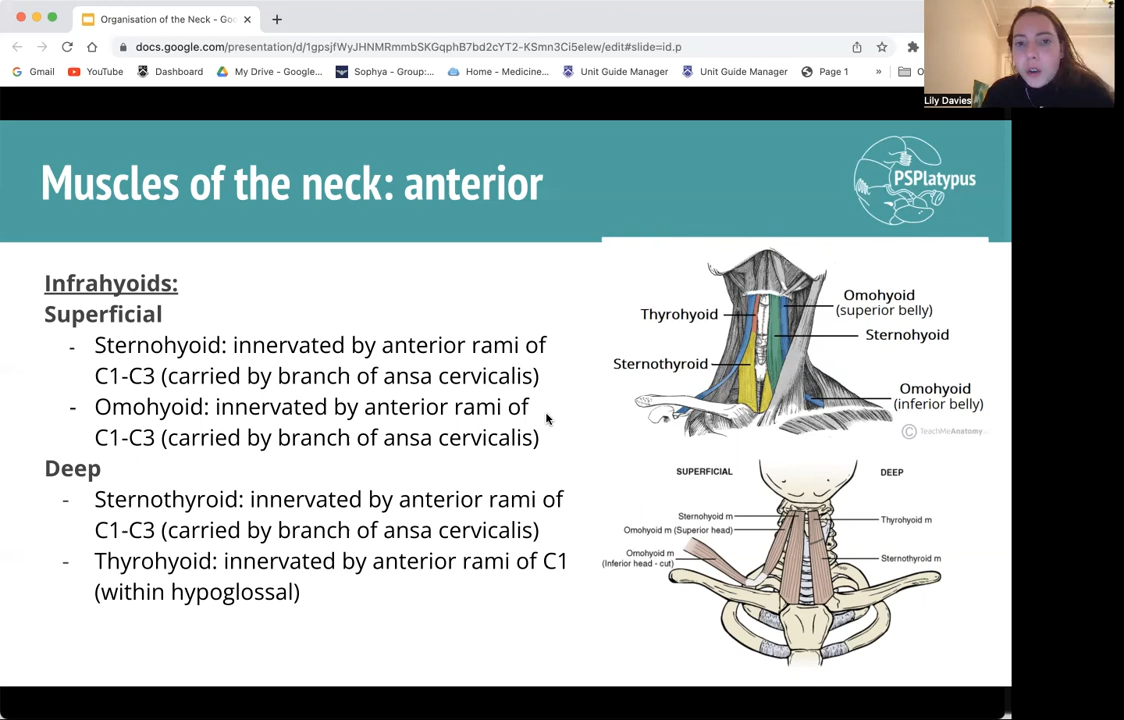 Organisation of the Neck - Goo
docs.google.com/presentation/d/1gpsjfWyJHNMRmmbSKGqphB7bd2cYT2-KSmn3Ci5eIew/edit#slide=id.p
Gmail
YouTube
Dashboard
My Drive - Google...
Sophya - Group:...
Home - Medicine...
Unit Guide Manager
Unit Guide Manager
Page 1
»
O
Lily Davies
Muscles of the neck: anterior
PSPlatypus
Infrahyoids:
Superficial
- Sternohyoid: innervated by anterior rami of
C1-C3 (carried by branch of ansa cervicalis)
- Omohyoid: innervated by anterior rami of
C1-C3 (carried by branch of ansa cervicalis)
Deep
- Sternothyroid: innervated by anterior rami of
C1-C3 (carried by branch of ansa cervicalis)
- Thyrohyoid: innervated by anterior rami of C1
(within hypoglossal)
Thyrohyoid
Sternothyroid
Omohyoid
(superior belly)
Sternohyoid
Omohyoid
(inferior belly)
© TeachMeAnatomy
SUPERFICIAL
DEEP
Sternohyoid m
Omohyoid m (Superior head)
Omohyoid m
(Inferior head - cut)
Thyrohyoid m
Sternothyroid m